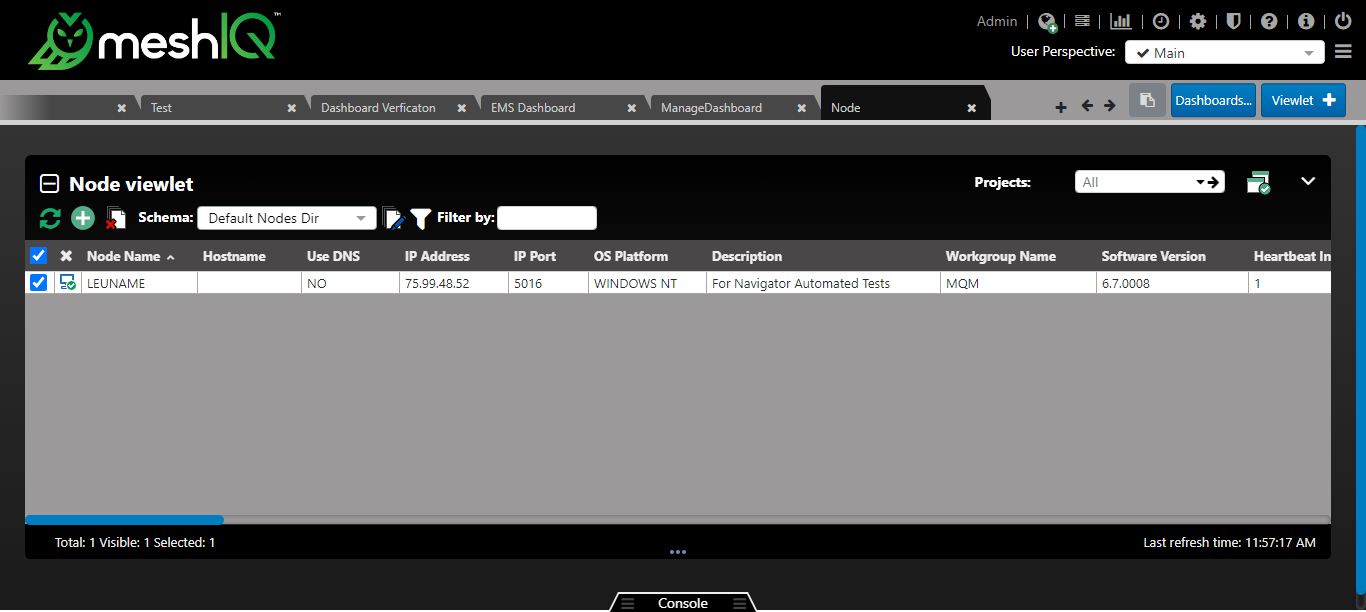 meshIQ™
Admin
User Perspective: Main
Test Dashboard Verficaton EMS Dashboard ManageDashboard Node Dashboards... Viewlet
Node viewlet Projects: All
Schema: Default Nodes Dir Filter by:
Node Name Hostname Use DNS IP Address IP Port OS Platform Description Workgroup Name Software Version Heartbeat In
LEUNAME NO 75.99.48.52 5016 WINDOWS NT For Navigator Automated Tests MQM 6.7.0008 1
Total: 1 Visible: 1 Selected: 1 Last refresh time: 11:57:17 AM
Console